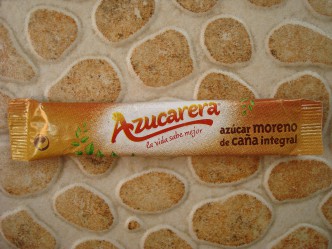 Azucarera
la vida sabe mejor
azúcar moreno
de caña integral